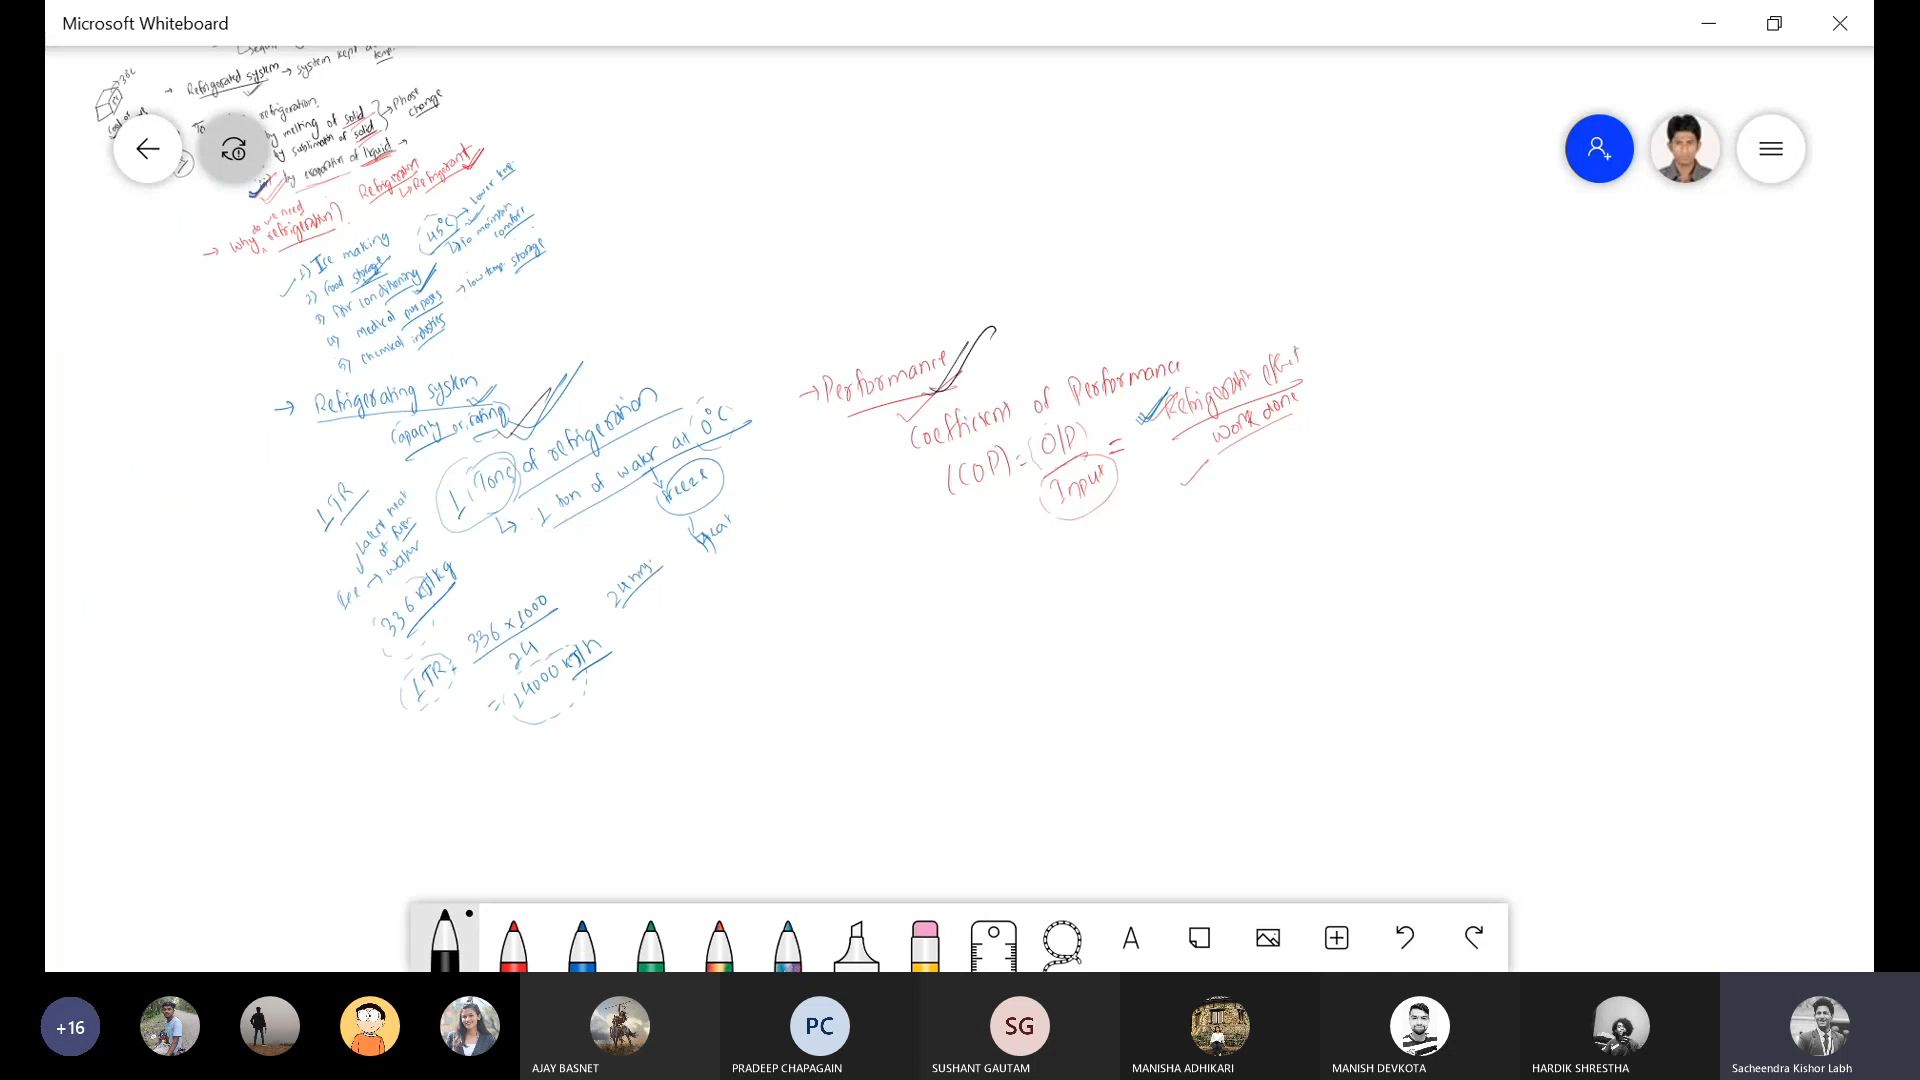 Microsoft Whiteboard
→ Refrigerated system → system kept
temp.
refrigeration
by melting of solid → Phase
by sublimation of solid change
by evaporation of liquid →
Refrigeration
↳ Refrigerant
→ Why do we need refrigeration?
45°C → lower temp
to maintain
comfort
1) Ice making
2) Food storage
3) Air conditioning
4) medical purposes → low temp. storage
5) chemical industries
→ Refrigerating system
Capacity or rating
1 Tons of refrigeration
↳ 1 ton of water at 0°C
freeze
heat
1TR
Latent heat
of fusion
Ice → water
336 kJ/kg
24 hrs.
1TR = 336 × 1000
24
= 14000 kJ/h
→ Performance
Coefficient of Performance
(COP) = O/P = Refrigeration effect
Input work done
+16
AJAY BASNET
PC
PRADEEP CHAPAGAIN
SG
SUSHANT GAUTAM
MANISHA ADHIKARI
MANISH DEVKOTA
HARDIK SHRESTHA
Sacheendra Kishor Labh